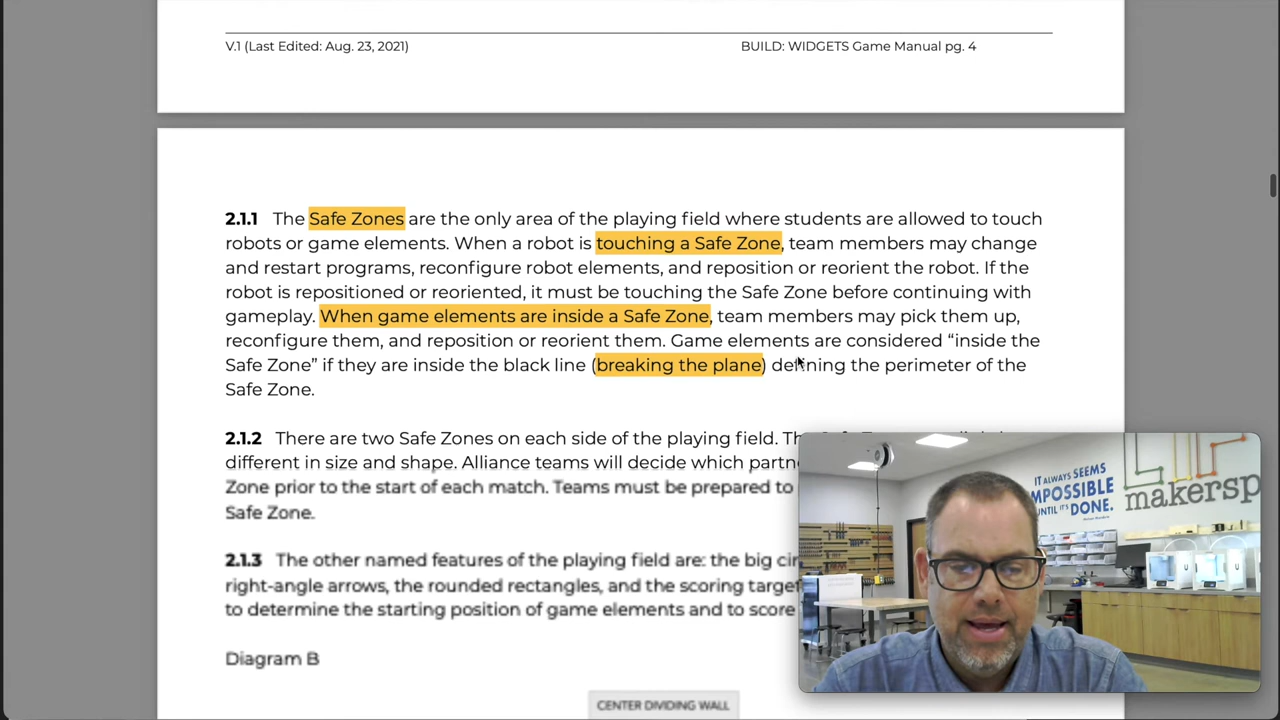 V.1 (Last Edited: Aug. 23, 2021)
BUILD: WIDGETS Game Manual pg. 4
2.1.1 The Safe Zones are the only area of the playing field where students are allowed to touch
robots or game elements. When a robot is touching a Safe Zone, team members may change
and restart programs, reconfigure robot elements, and reposition or reorient the robot. If the
robot is repositioned or reoriented, it must be touching the Safe Zone before continuing with
gameplay. When game elements are inside a Safe Zone, team members may pick them up,
reconfigure them, and reposition or reorient them. Game elements are considered “inside the
Safe Zone” if they are inside the black line (breaking the plane) defining the perimeter of the
Safe Zone.
2.1.2 There are two Safe Zones on each side of the playing field.
different in size and shape. Alliance teams will decide which
Zone prior to the start of each match. Teams must be prepared to
Safe Zone.
2.1.3 The other named features of the playing field are: the big
right-angle arrows, the rounded rectangles, and the scoring
to determine the starting position of game elements and to score
Diagram B
CENTER DIVIDING WALL
IT ALWAYS SEEMS
IMPOSSIBLE
UNTIL IT'S DONE.
makersp